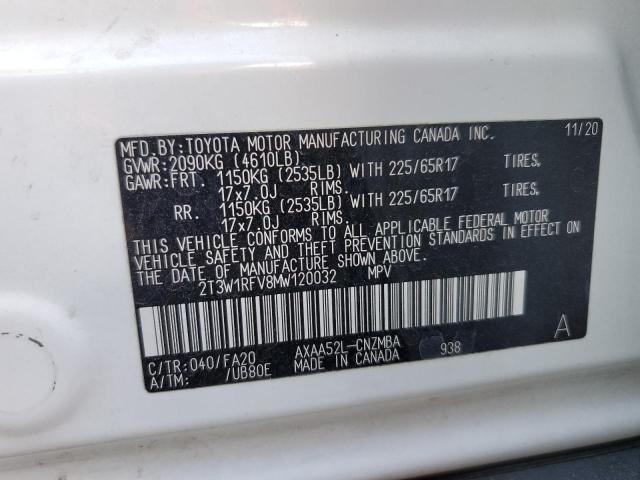 MFD.BY:TOYOTA MOTOR MANUFACTURING CANADA INC. 11/20
GVWR:2090KG (4610LB)
GAWR:FRT. 1150KG (2535LB) WITH 225/65R17 TIRES.
17x7.0J RIMS.
RR. 1150KG (2535LB) WITH 225/65R17 TIRES.
17x7.0J RIMS.
THIS VEHICLE CONFORMS TO ALL APPLICABLE FEDERAL MOTOR
VEHICLE SAFETY AND THEFT PREVENTION STANDARDS IN EFFECT ON
THE DATE OF MANUFACTURE SHOWN ABOVE.
2T3W1RFV8MW120032 MPV
C/TR:040/FA20 AXAA52L-CNZMBA 938 A
A/TM: /UB80E MADE IN CANADA